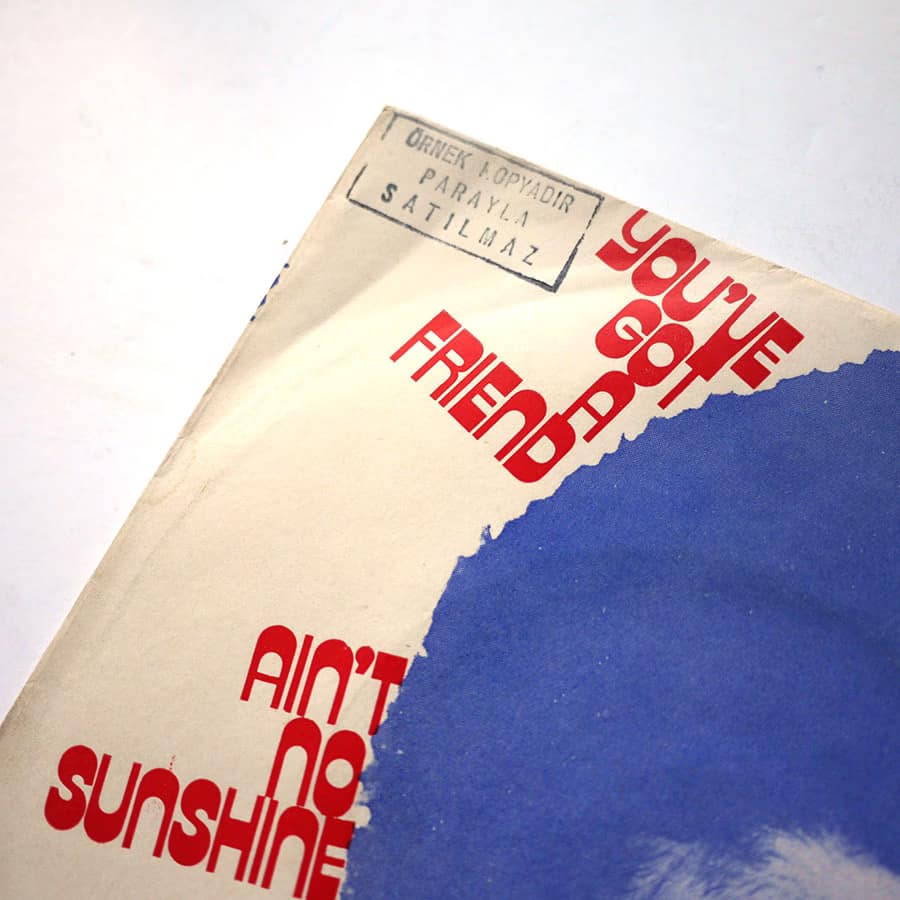 ÖRNEK KOPYADIR
PARAYLA
SATILMAZ
YOU'VE
GOT
A
FRIEND
AIN'T
NO
SUNSHINE